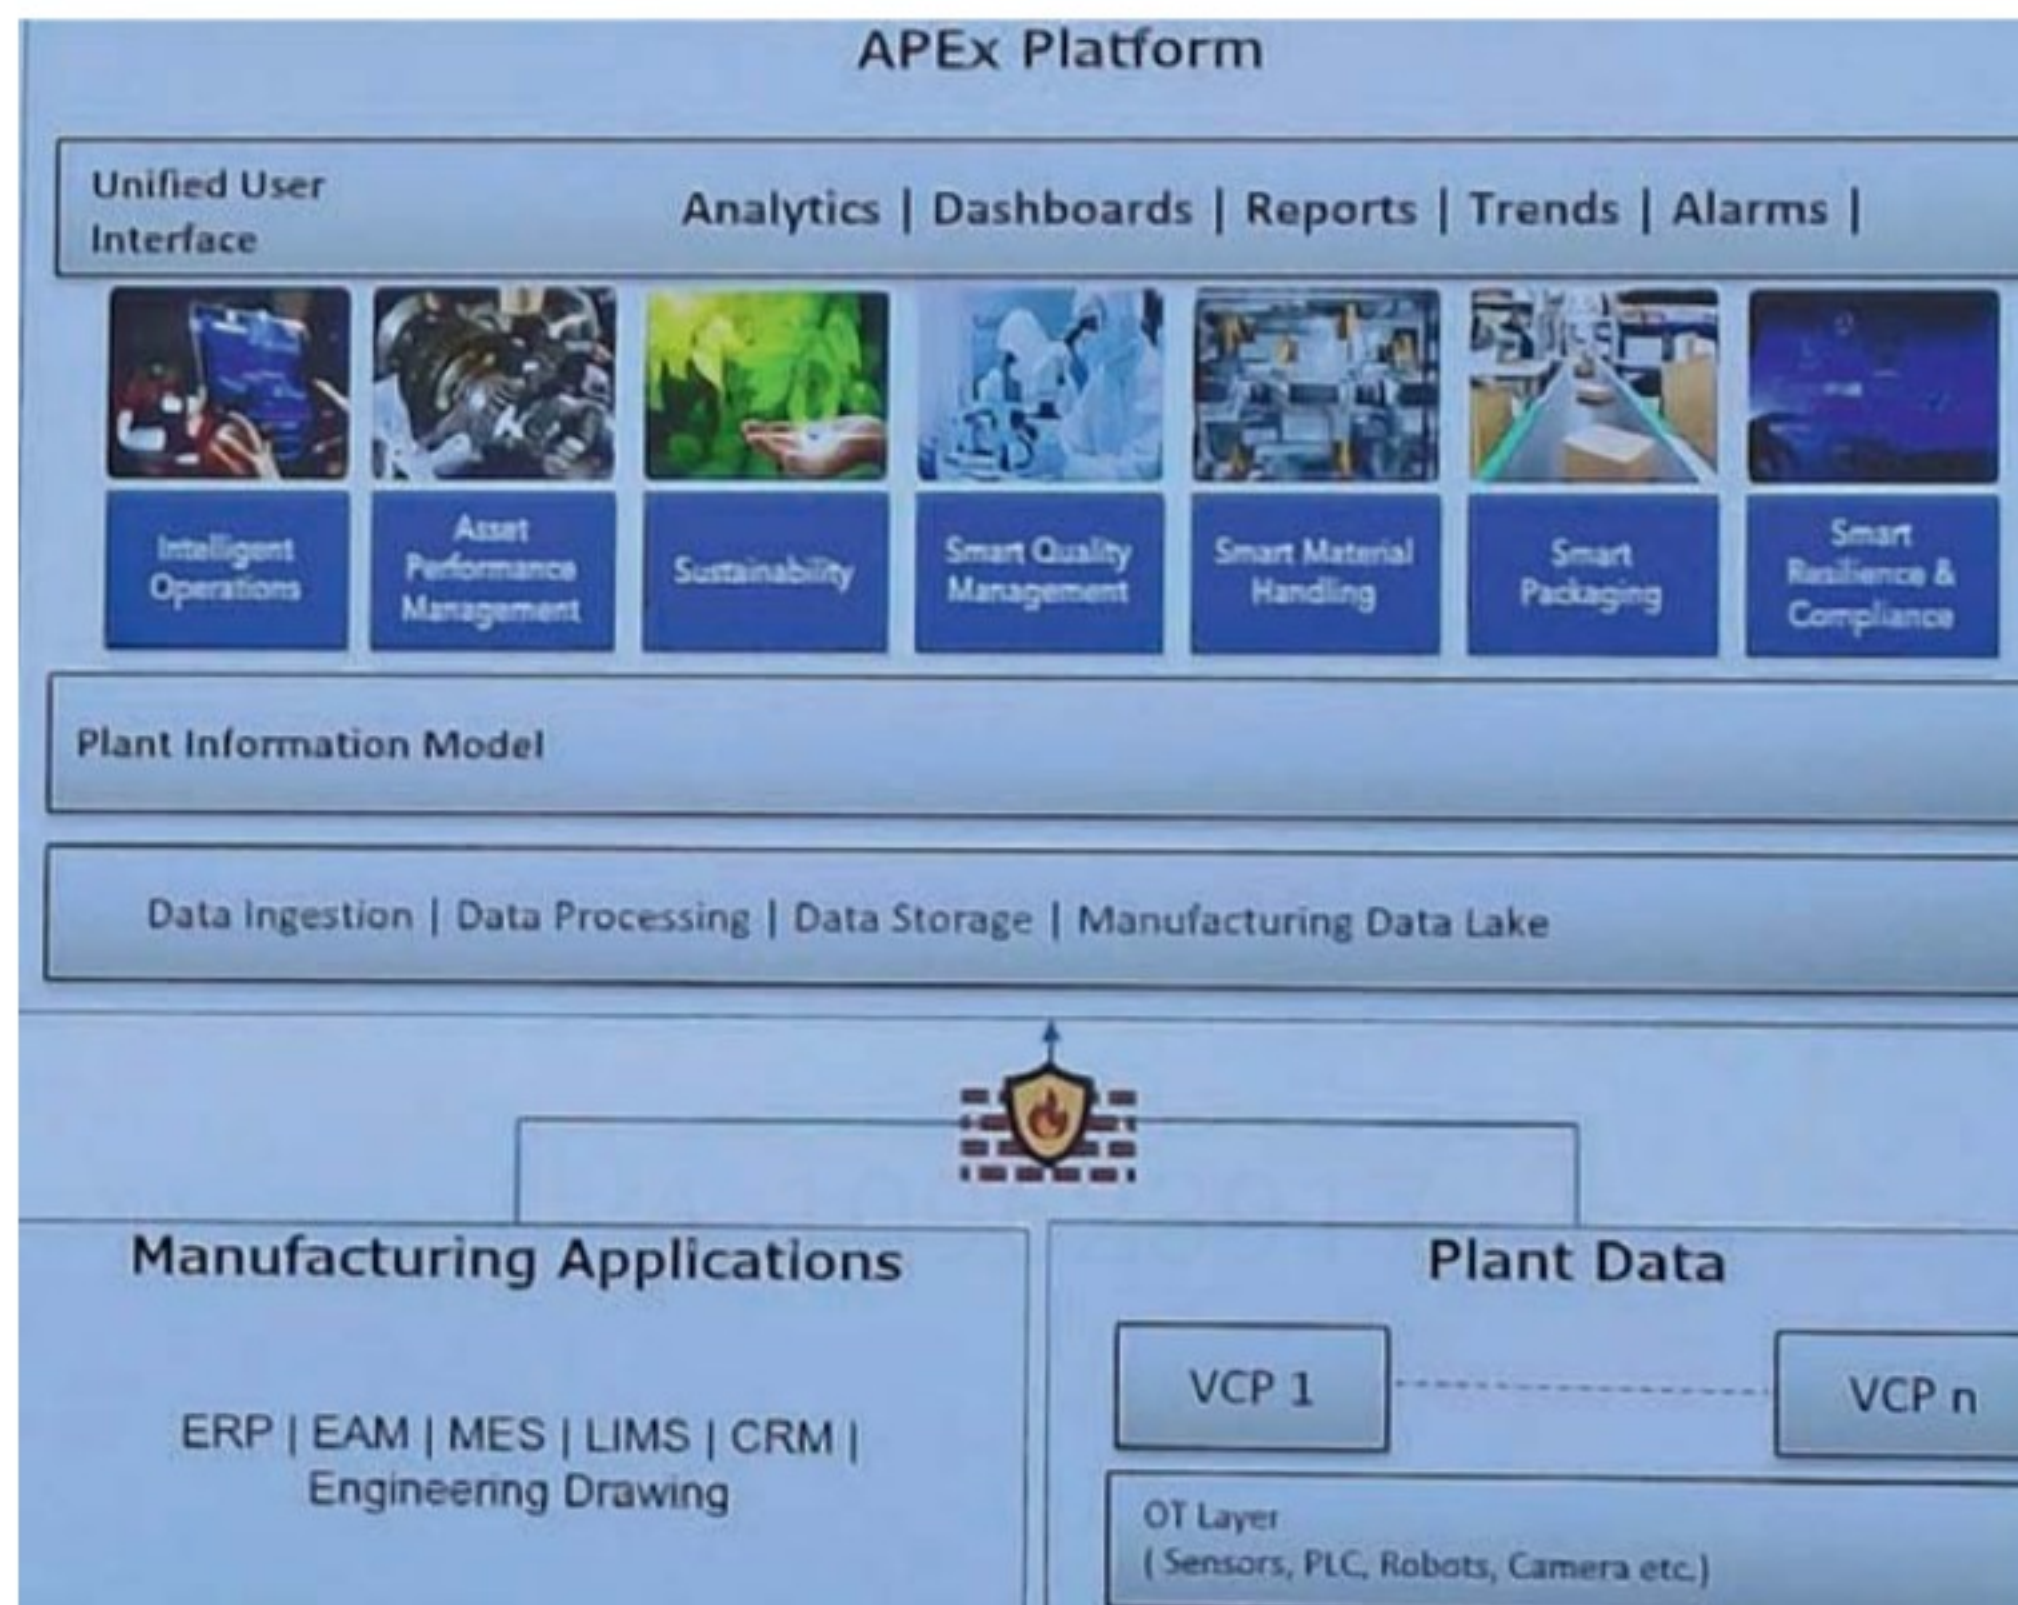 APEx Platform
Unified User
Interface
Analytics | Dashboards | Reports | Trends | Alarms |
Intelligent
Operations
Asset
Performance
Management
Sustainability
Smart Quality
Management
Smart Material
Handling
Smart
Packaging
Smart
Resilience &
Compliance
Plant Information Model
Data Ingestion | Data Processing | Data Storage | Manufacturing Data Lake
Manufacturing Applications
ERP | EAM | MES | LIMS | CRM |
Engineering Drawing
Plant Data
VCP 1
VCP n
OT Layer
( Sensors, PLC, Robots, Camera etc.)